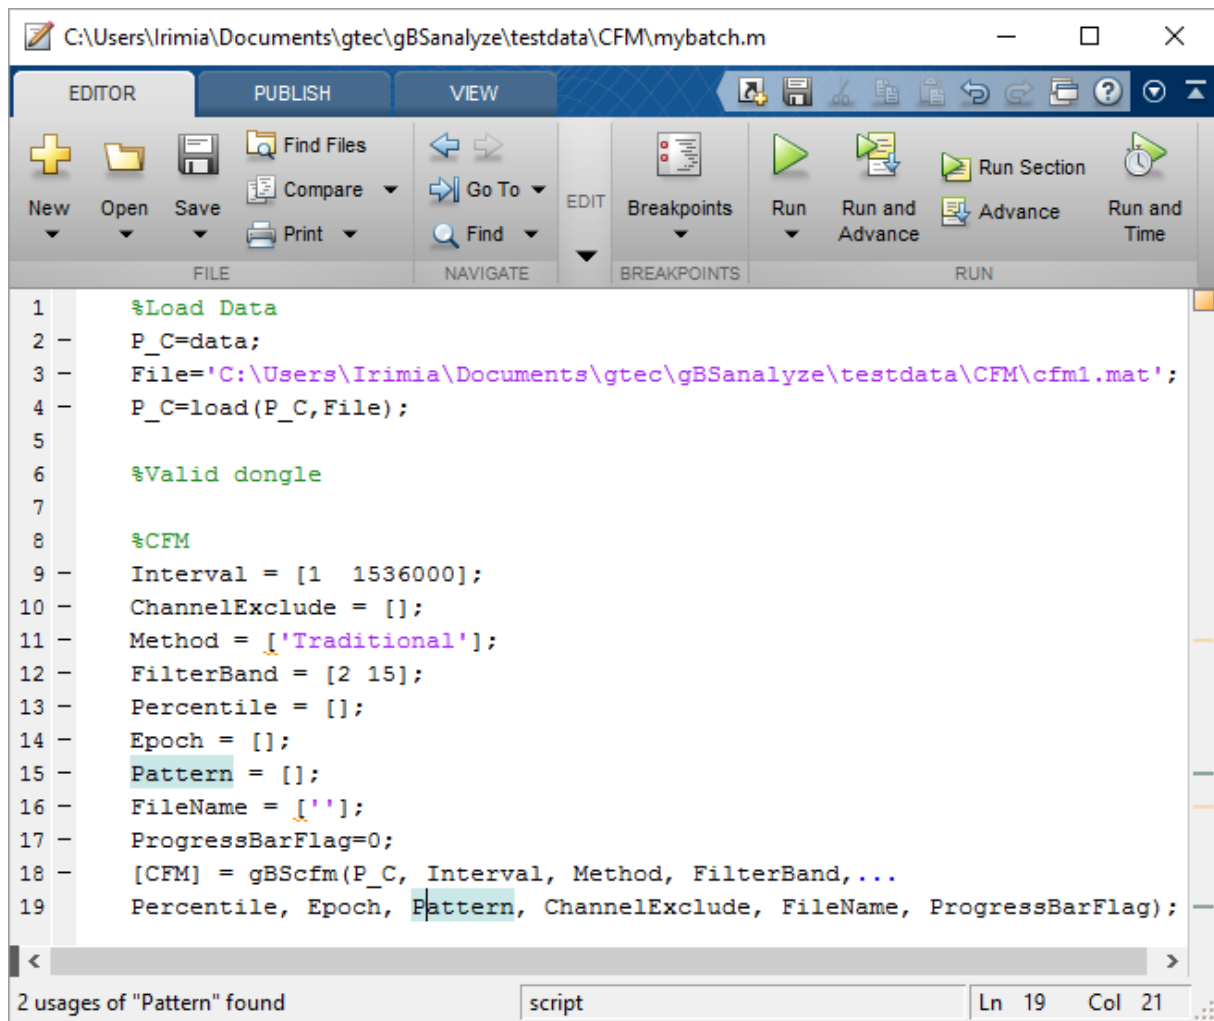 C:\Users\Irimia\Documents\gtec\gBSanalyze\testdata\CFM\mybatch.m
EDITOR PUBLISH VIEW
New Open Save Find Files Compare Print
FILE
Go To Find
NAVIGATE
EDIT
Breakpoints
BREAKPOINTS
Run Run and Advance Run Section Advance Run and Time
RUN
1 %Load Data
2 – P_C=data;
3 – File='C:\Users\Irimia\Documents\gtec\gBSanalyze\testdata\CFM\cfm1.mat';
4 – P_C=load(P_C,File);
5
6 %Valid dongle
7
8 %CFM
9 – Interval = [1  1536000];
10 – ChannelExclude = [];
11 – Method = ['Traditional'];
12 – FilterBand = [2 15];
13 – Percentile = [];
14 – Epoch = [];
15 – Pattern = [];
16 – FileName = [''];
17 – ProgressBarFlag=0;
18 – [CFM] = gBScfm(P_C, Interval, Method, FilterBand,...
19 Percentile, Epoch, Pattern, ChannelExclude, FileName, ProgressBarFlag);
2 usages of "Pattern" found script Ln 19 Col 21